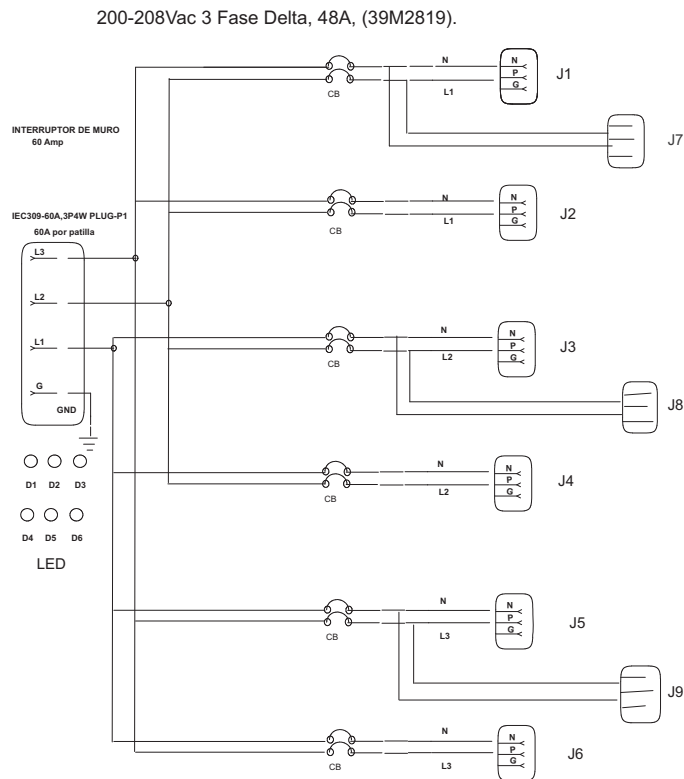 200-208Vac 3 Fase Delta, 48A, (39M2819).
N
N
P
G
J1
CB
L1
INTERRUPTOR DE MURO
60 Amp
J7
N
N
P
G
J2
CB
L1
IEC309-60A,3P4W PLUG-P1
60A por patilla
L3
L2
L1
G
GND
N
N
P
G
J3
CB
L2
J8
D1 D2 D3
D4 D5 D6
LED
N
N
P
G
J4
CB
L2
N
N
P
G
J5
CB
L3
J9
N
N
P
G
J6
CB
L3